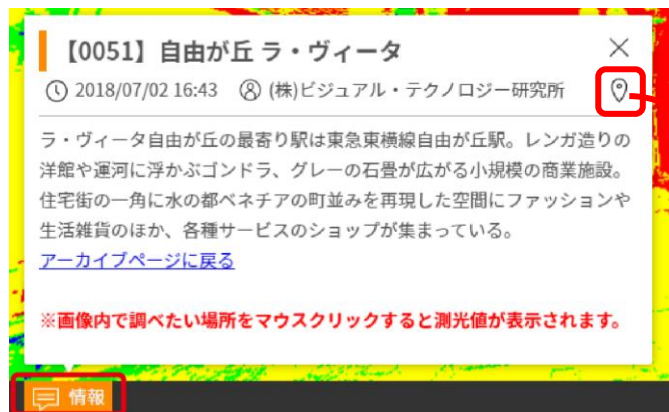 【0051】自由が丘 ラ・ヴィータ
2018/07/02 16:43 (株)ビジュアル・テクノロジー研究所
ラ・ヴィータ自由が丘の最寄り駅は東急東横線自由が丘駅。レンガ造りの
洋館や運河に浮かぶゴンドラ、グレーの石畳が広がる小規模の商業施設。
住宅街の一角に水の都ベネチアの町並みを再現した空間にファッションや
生活雑貨のほか、各種サービスのショップが集まっている。
アーカイブページに戻る
※画像内で調べたい場所をマウスクリックすると測光値が表示されます。
情報